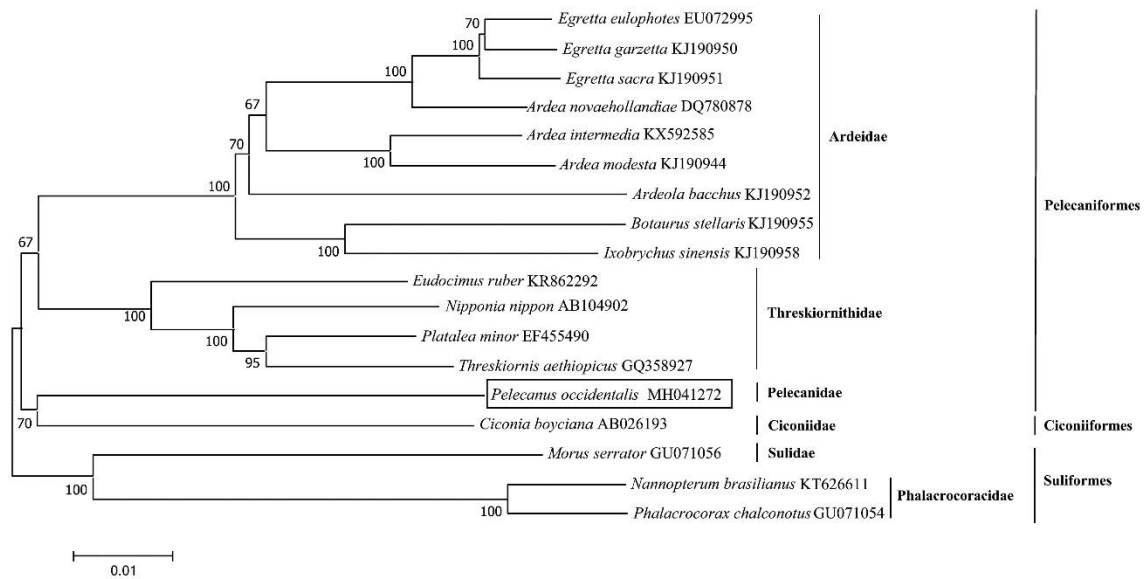 70
Egretta eulophotes EU072995
100
Egretta garzetta KJ190950
100
Egretta sacra KJ190951
67
Ardea novaehollandiae DQ780878
70
Ardea intermedia KX592585
Ardeidae
100
Ardea modesta KJ190944
100
Ardeola bacchus KJ190952
Pelecaniformes
Botaurus stellaris KJ190955
67
100
Ixobrychus sinensis KJ190958
Eudocimus ruber KR862292
100
Nipponia nippon AB104902
Threskiornithidae
100
Platalea minor EF455490
95
Threskiornis aethiopicus GQ358927
Pelecanus occidentalis MH041272
Pelecanidae
70
Ciconia boyciana AB026193
Ciconiidae
Ciconiiformes
Morus serrator GU071056
Sulidae
100
Nannopterum brasilianus KT626611
Phalacrocoracidae
Suliformes
100
Phalacrocorax chalconotus GU071054
0.01